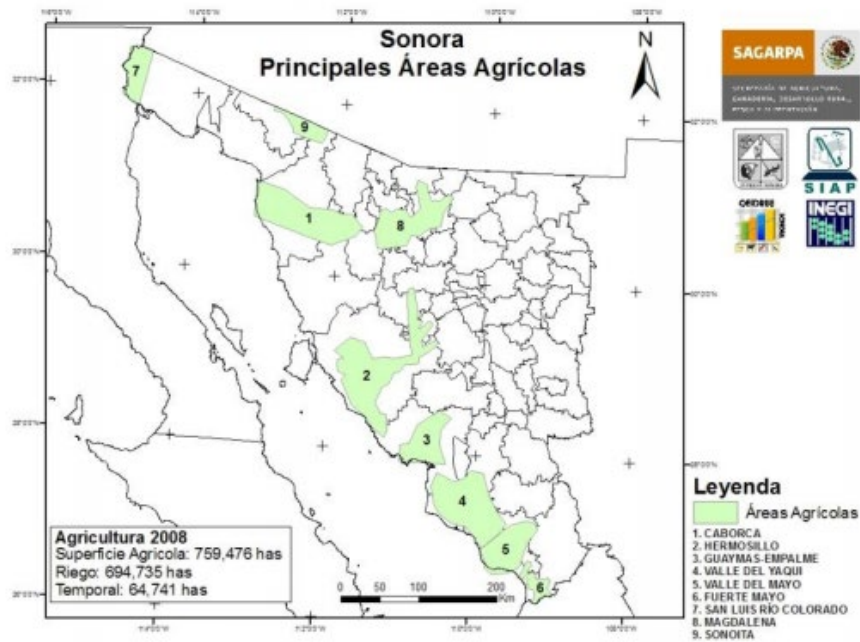 Sonora
Principales Áreas Agrícolas
N
SAGARPA
SIAP
INEGI
7
9
1
8
2
3
4
5
6
Agricultura 2008
Superficie Agricola: 759,476 has
Riego: 694,735 has
Temporal: 64,741 has
0 50 100 200
Km
Leyenda
Áreas Agrícolas
1. CABORCA
2. HERMOSILLO
3. GUAYMAS-EMPALME
4. VALLE DEL YAQUI
5. VALLE DEL MAYO
6. FUERTE MAYO
7. SAN LUIS RÍO COLORADO
8. MAGDALENA
9. SONOITA